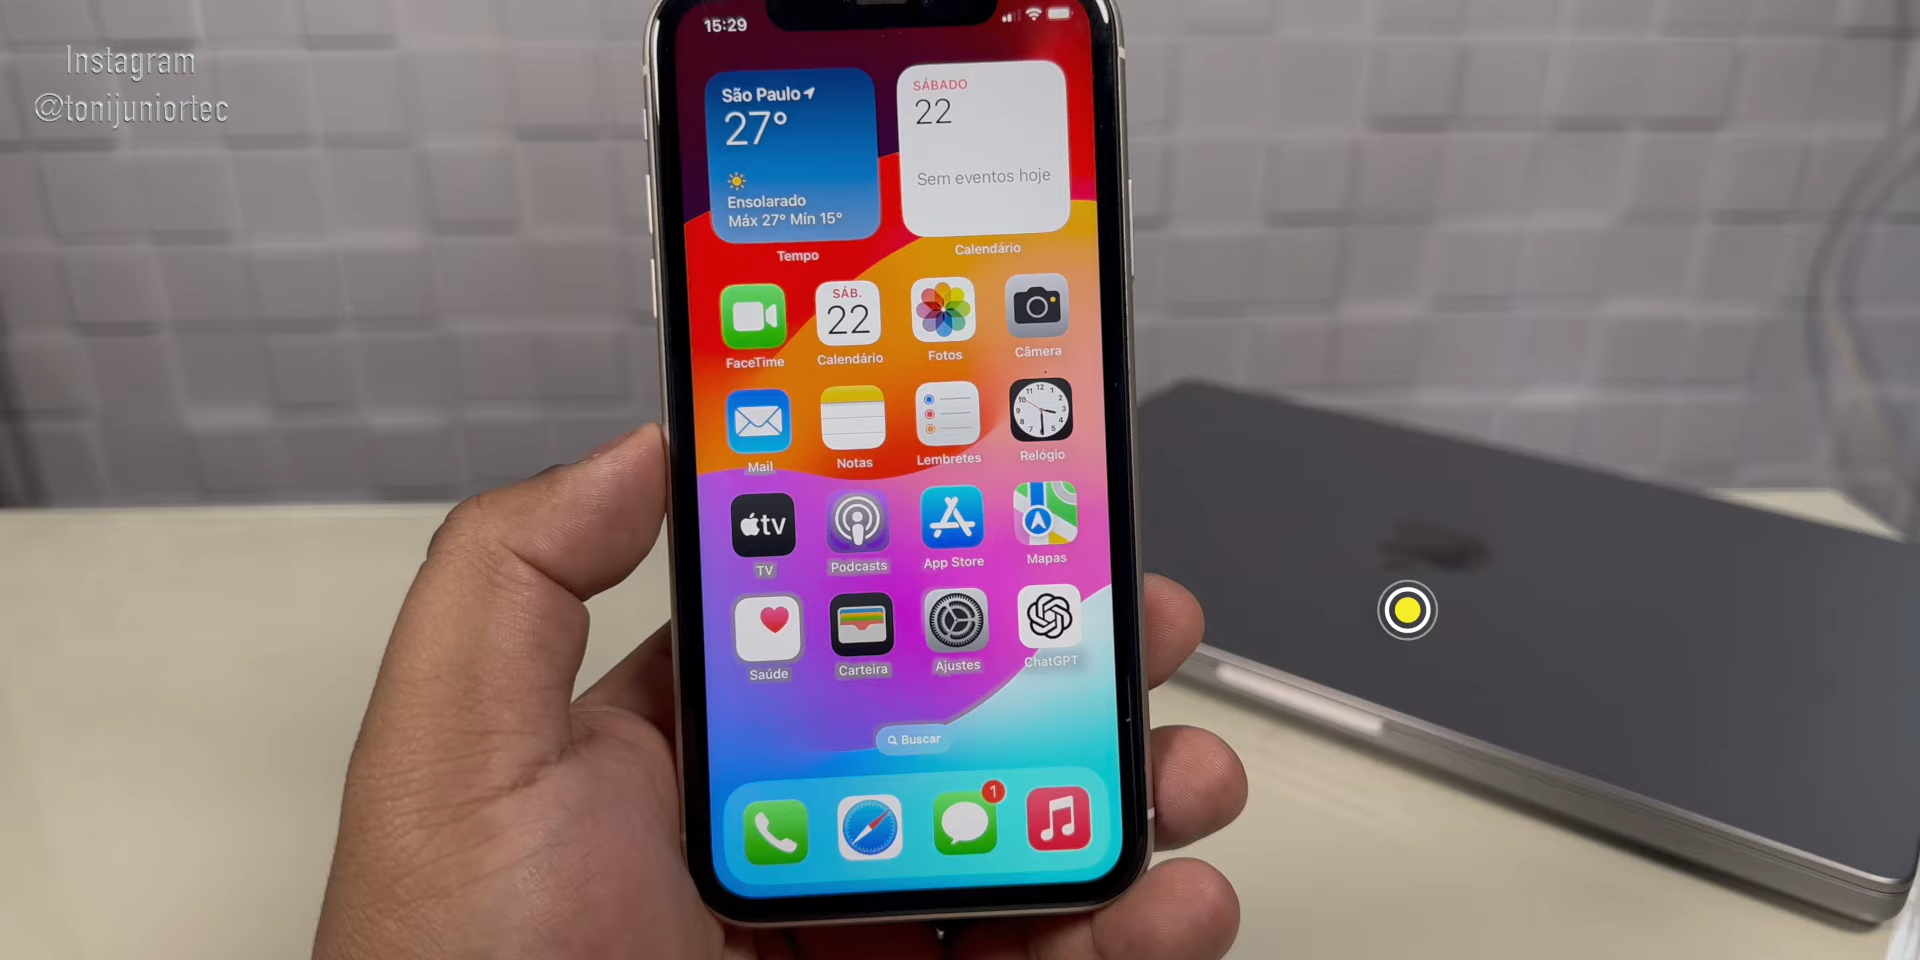 Instagram
@tonijuniortec
15:29
São Paulo
27°
Ensolarado
Máx 27° Mín 15°
Tempo
SÁBADO
22
Sem eventos hoje
Calendário
FaceTime
SÁB.
22
Calendário
Fotos
Câmera
Mail
Notas
Lembretes
Relógio
tv
TV
Podcasts
App Store
Mapas
Saúde
Carteira
Ajustes
ChatGPT
Buscar
1